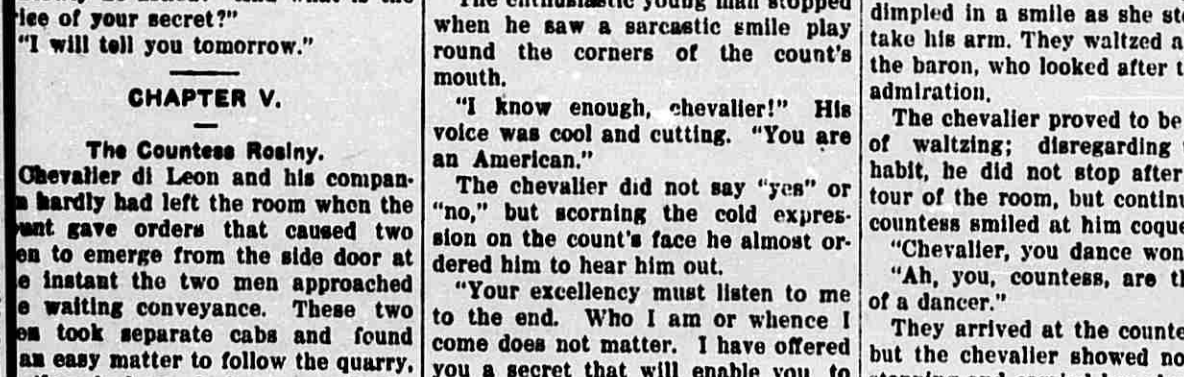 of your secret?"
"I will tell you tomorrow."
CHAPTER V.
The Countess Rosiny.
Chevalier di Leon and his compan-
hardly had left the room when the
gave orders that caused two
to emerge from the side door at
instant the two men approached
waiting conveyance. These two
took separate cabs and found
an easy matter to follow the quarry,
The enthusiastic young man stopped
when he saw a sarcastic smile play
round the corners of the count's
mouth.
"I know enough, chevalier!" His
voice was cool and cutting. "You are
an American."
The chevalier did not say "yes" or
"no," but scorning the cold expres-
sion on the count's face he almost or-
dered him to hear him out.
"Your excellency must listen to me
to the end. Who I am or whence I
come does not matter. I have offered
you a secret that will enable you to
dimpled in a smile as she
take his arm. They waltzed
the baron, who looked after
admiration.
The chevalier proved to be
of waltzing; disregarding
habit, he did not stop after
tour of the room, but
countess smiled at him
"Chevalier, you dance
"Ah, you, countess, are
of a dancer."
They arrived at the
but the chevalier showed